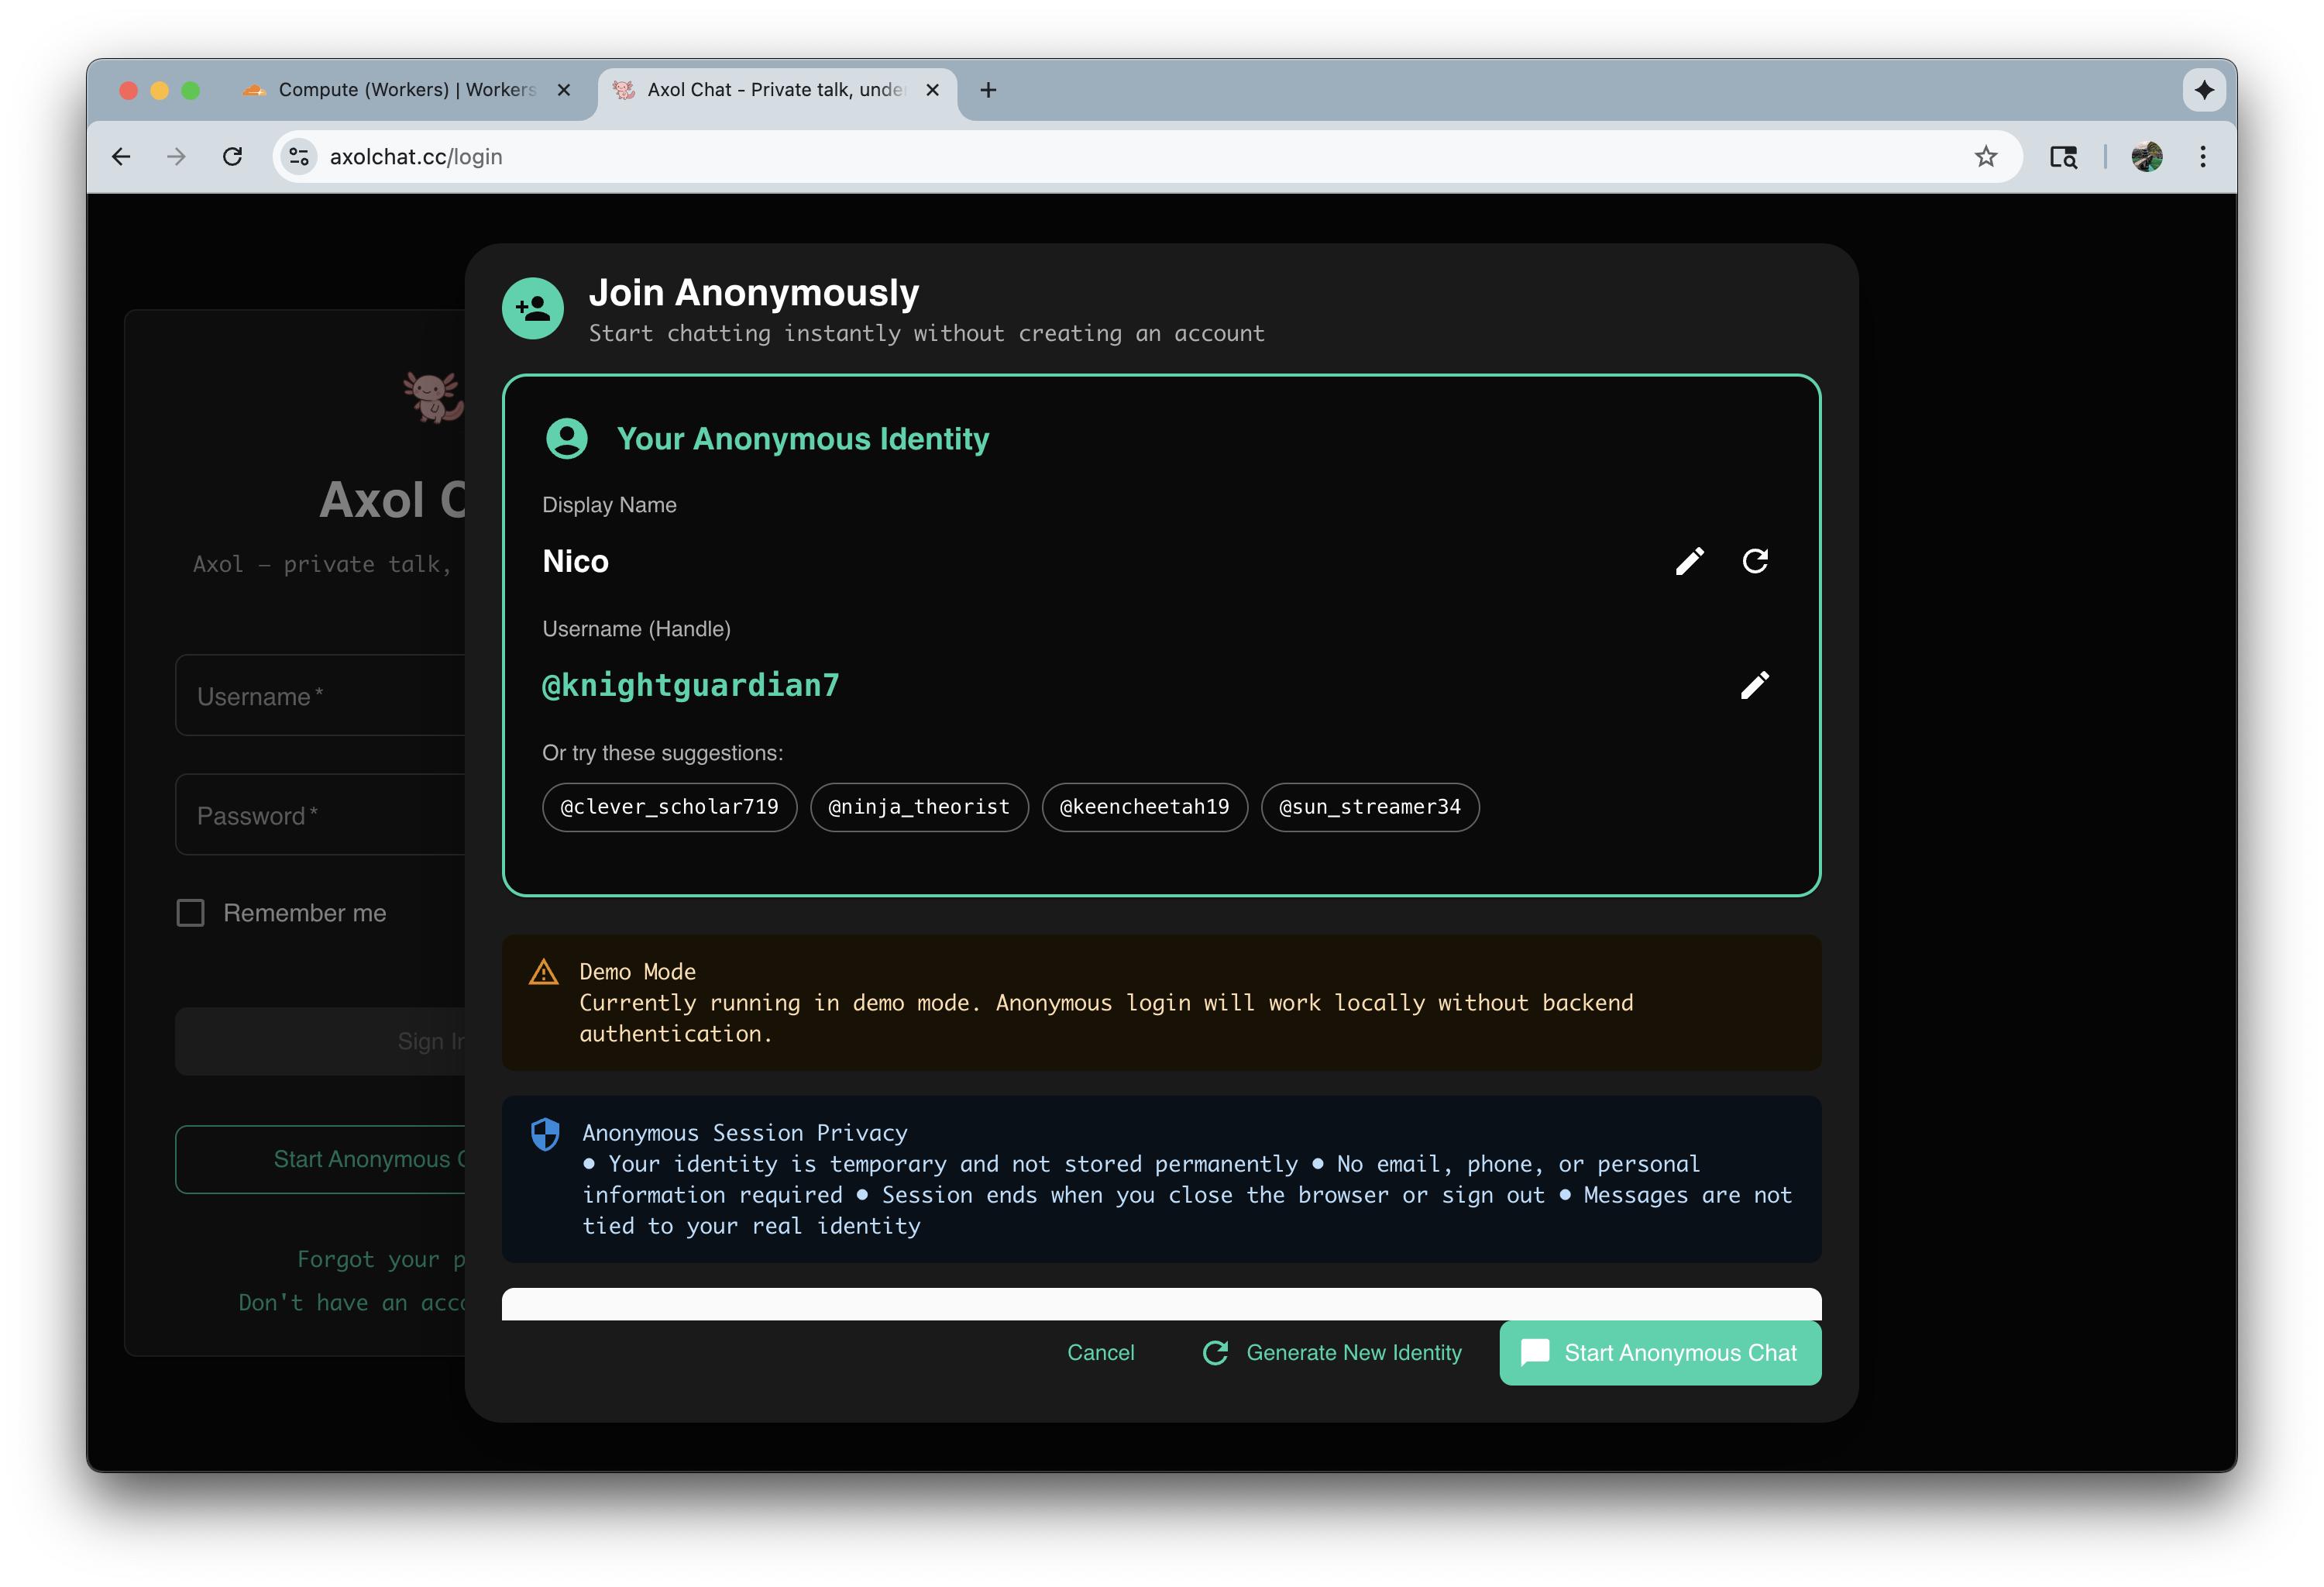 Compute (Workers) | Workers
Axol Chat - Private talk, unde
axolchat.cc/login
Join Anonymously
Start chatting instantly without creating an account
Your Anonymous Identity
Display Name
Nico
Username (Handle)
@knightguardian7
Or try these suggestions:
@clever_scholar719 @ninja_theorist @keencheetah19 @sun_streamer34
Demo Mode
Currently running in demo mode. Anonymous login will work locally without backend
authentication.
Anonymous Session Privacy
• Your identity is temporary and not stored permanently • No email, phone, or personal
information required • Session ends when you close the browser or sign out • Messages are not
tied to your real identity
Cancel Generate New Identity Start Anonymous Chat
Axol C
Axol — private talk,
Username *
Password *
Remember me
Sign In
Start Anonymous C
Forgot your p
Don't have an acco